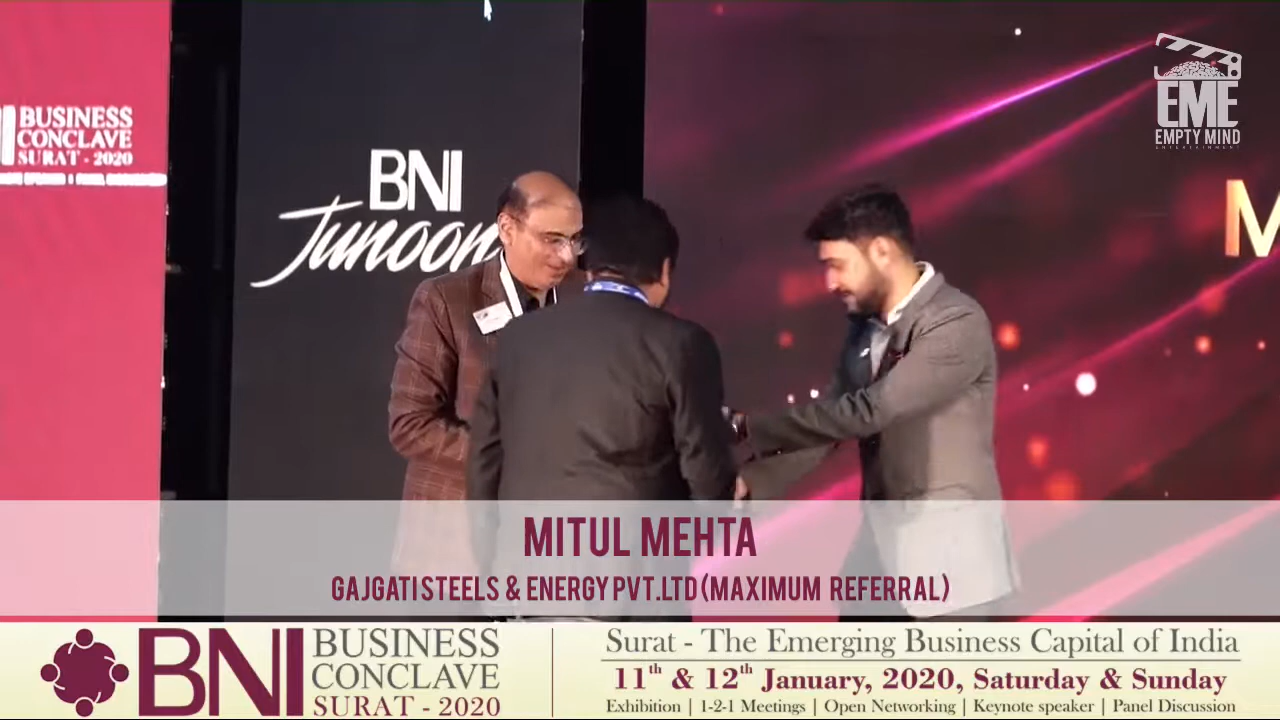 BUSINESS
CONCLAVE
SURAT - 2020
BNI
Junoon
EME
EMPTY MIND
ENTERTAINMENT
M
MITUL MEHTA
GAJGATI STEELS & ENERGY PVT.LTD (MAXIMUM REFERRAL)
BNI
BUSINESS
CONCLAVE
SURAT - 2020
Surat - The Emerging Business Capital of India
11th & 12th January, 2020, Saturday & Sunday
Exhibition | 1-2-1 Meetings | Open Networking | Keynote speaker | Panel Discussion